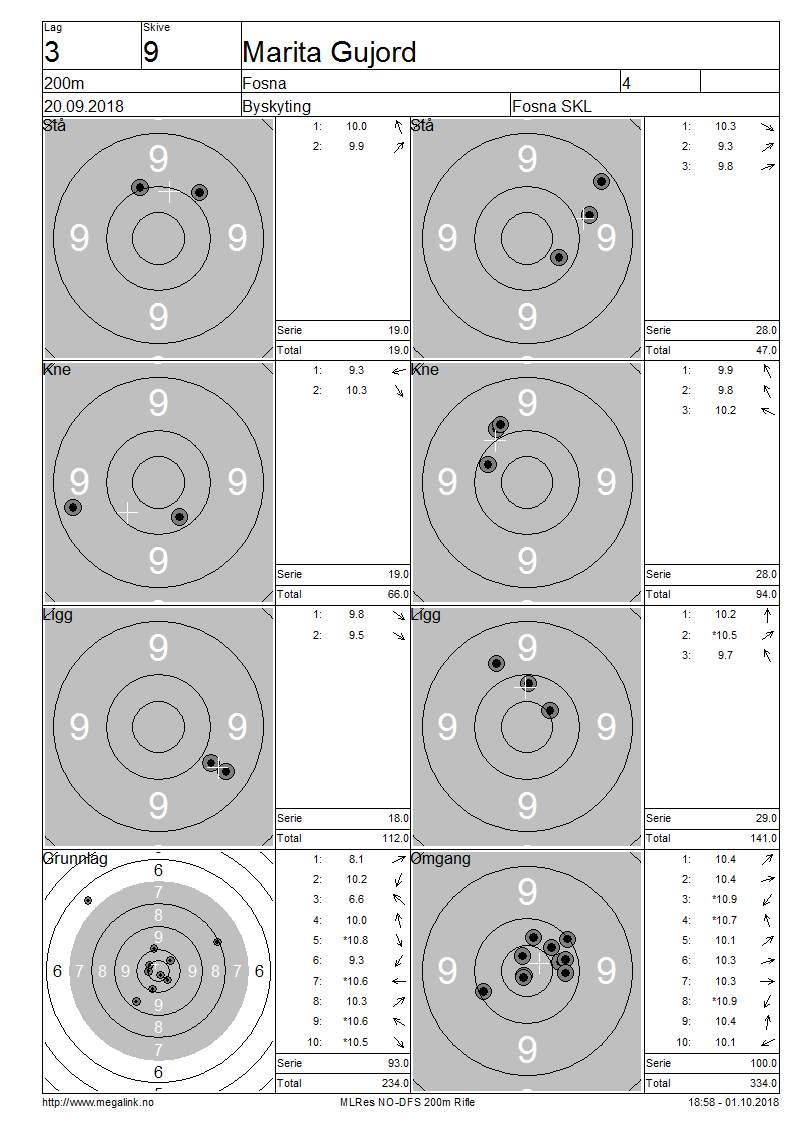 Lag Skive
3 9 Marita Gujord
200m Fosna 4
20.09.2018 Byskyting Fosna SKL
Stå
1: 10.0
2: 9.9
9
9 9
9
Serie 19.0
Total 19.0
Stå
1: 10.3
2: 9.3
3: 9.8
9
9 9
9
Serie 28.0
Total 47.0
Kne
1: 9.3
2: 10.3
9
9 9
9
Serie 19.0
Total 66.0
Kne
1: 9.9
2: 9.8
3: 10.2
9
9 9
9
Serie 28.0
Total 94.0
Ligg
1: 9.8
2: 9.5
9
9 9
9
Serie 18.0
Total 112.0
Ligg
1: 10.2
2: *10.5
3: 9.7
9
9 9
9
Serie 29.0
Total 141.0
Grunnlag
6
7
8
6 7 8 9 9 8 7 6
9
8
7
6
1: 8.1
2: 10.2
3: 6.6
4: 10.0
5: *10.8
6: 9.3
7: *10.6
8: 10.3
9: *10.6
10: *10.5
Serie 93.0
Total 234.0
Omgang
9
9
9
1: 10.4
2: 10.4
3: *10.9
4: *10.7
5: 10.1
6: 10.3
7: 10.3
8: *10.9
9: 10.4
10: 10.1
Serie 100.0
Total 334.0
http://www.megalink.no MLRes NO-DFS 200m Rifle 18:58 - 01.10.2018